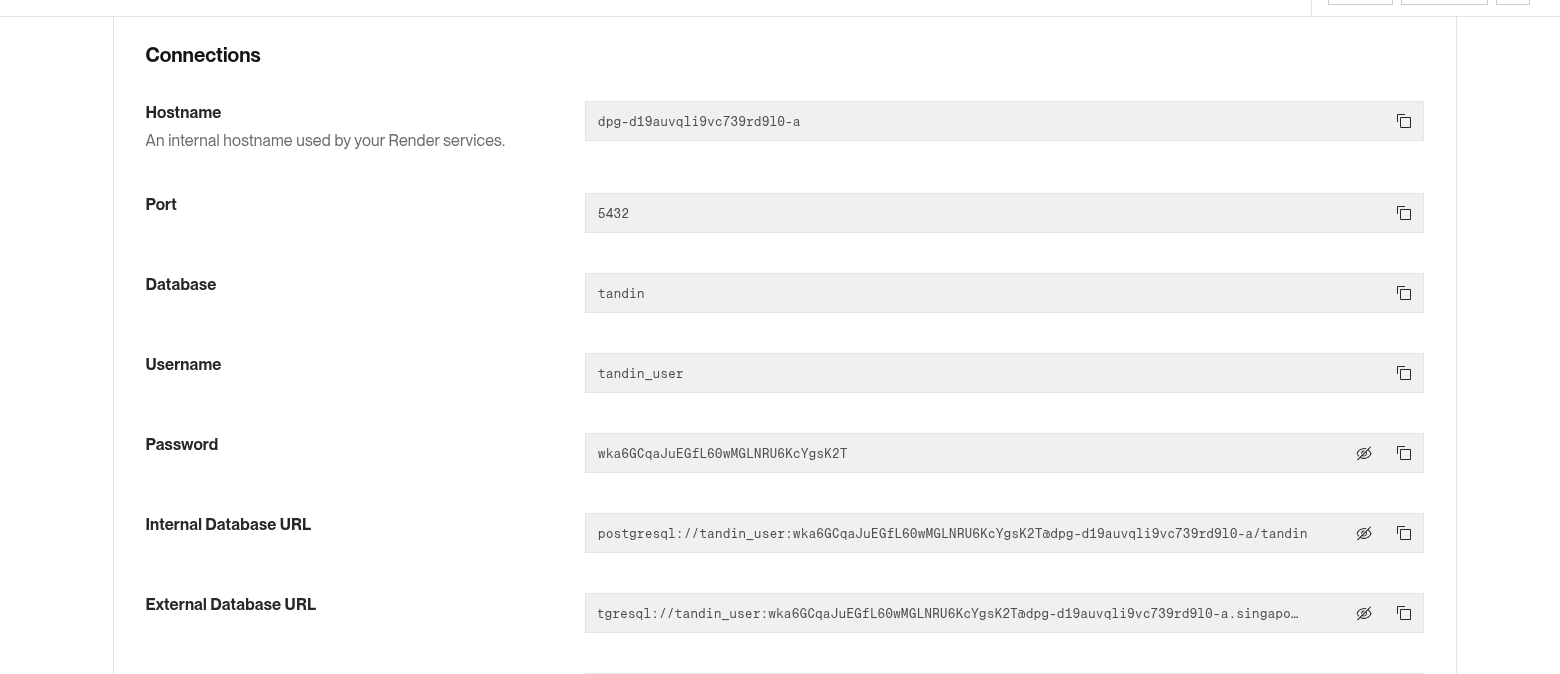 Connections
Hostname
An internal hostname used by your Render services.
dpg-d19auvqli9vc739rd9l0-a
Port
5432
Database
tandin
Username
tandin_user
Password
wka6GCqaJuEGfL60wMGLNRU6KcYgsK2T
Internal Database URL
postgresql://tandin_user:wka6GCqaJuEGfL60wMGLNRU6KcYgsK2T@dpg-d19auvqli9vc739rd9l0-a/tandin
External Database URL
tgresql://tandin_user:wka6GCqaJuEGfL60wMGLNRU6KcYgsK2T@dpg-d19auvqli9vc739rd9l0-a.singapo…